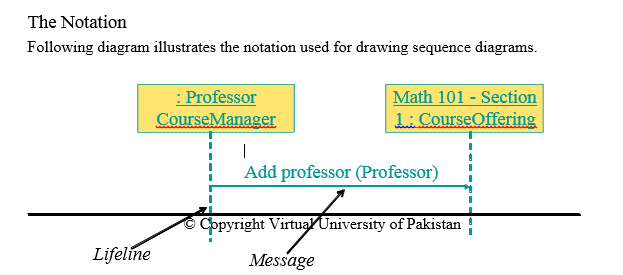 The Notation
Following diagram illustrates the notation used for drawing sequence diagrams.
: Professor
CourseManager
Math 101 - Section
1 : CourseOffering
Add professor (Professor)
© Copyright Virtual University of Pakistan
Lifeline
Message